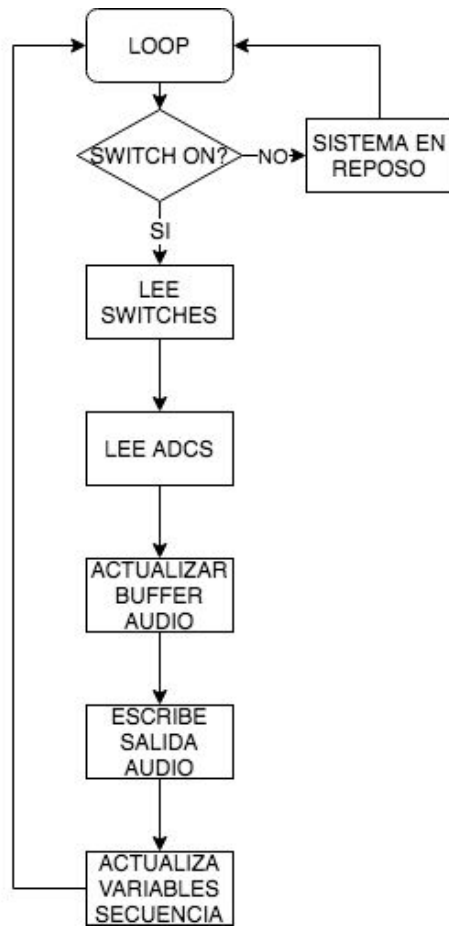 LOOP
SWITCH ON?
NO
SISTEMA EN
REPOSO
SI
LEE
SWITCHES
LEE ADCS
ACTUALIZAR
BUFFER
AUDIO
ESCRIBE
SALIDA
AUDIO
ACTUALIZA
VARIABLES
SECUENCIA